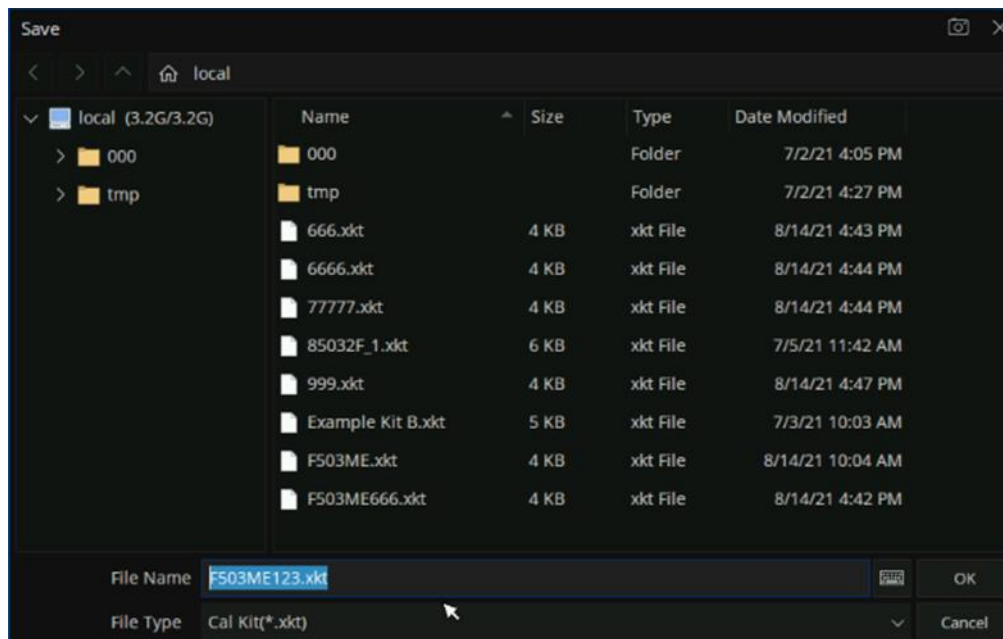 Save
local
local (3.2G/3.2G)
000
tmp
Name Size Type Date Modified
000 Folder 7/2/21 4:05 PM
tmp Folder 7/2/21 4:27 PM
666.xkt 4 KB xkt File 8/14/21 4:43 PM
6666.xkt 4 KB xkt File 8/14/21 4:44 PM
77777.xkt 4 KB xkt File 8/14/21 4:44 PM
85032F_1.xkt 6 KB xkt File 7/5/21 11:42 AM
999.xkt 4 KB xkt File 8/14/21 4:47 PM
Example Kit B.xkt 5 KB xkt File 7/3/21 10:03 AM
F503ME.xkt 4 KB xkt File 8/14/21 10:04 AM
F503ME666.xkt 4 KB xkt File 8/14/21 4:42 PM
File Name F503ME123.xkt OK
File Type Cal Kit(*.xkt) Cancel